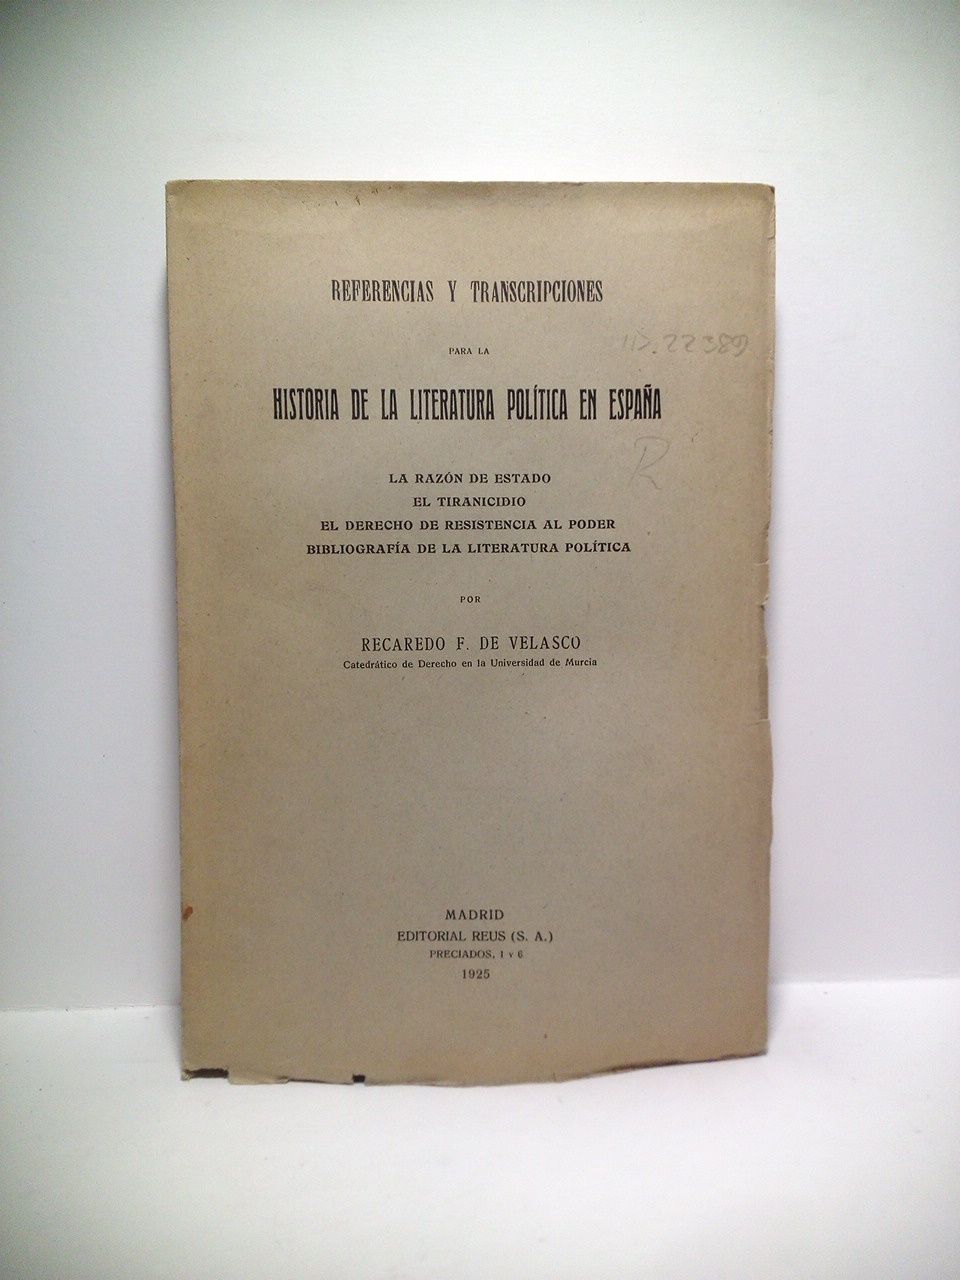 REFERENCIAS Y TRANSCRIPCIONES
PARA LA
HISTORIA DE LA LITERATURA POLÍTICA EN ESPAÑA
LA RAZÓN DE ESTADO
EL TIRANICIDIO
EL DERECHO DE RESISTENCIA AL PODER
BIBLIOGRAFÍA DE LA LITERATURA POLÍTICA
R
POR
RECAREDO F. DE VELASCO
Catedrático de Derecho en la Universidad de Murcia
MADRID
EDITORIAL REUS (S. A.)
PRECIADOS, 1 Y 6
1925